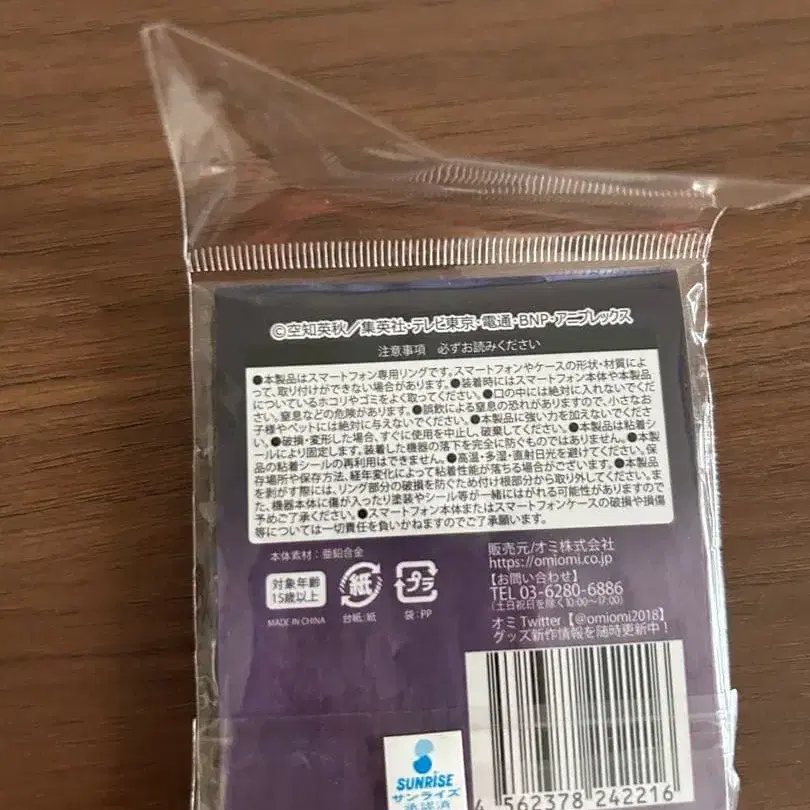 ©空知英秋／集英社・テレビ東京・電通・BNP・アニプレックス
注意事項　必ずお読みください
●本製品はスマートフォン専用リングです。スマートフォンやケースの形状・材質によ
って、取り付けができない場合があります。●装着時にはスマートフォン本体や本製品
についているホコリやゴミをよく取ってください。●口の中には絶対に入れないでくだ
さい。窒息などの危険があります。●誤飲による窒息の恐れがありますので、小さなお
子様やペットには絶対に与えないでください。●本製品に強い力を加えないでくださ
い。●破損・変形した場合、すぐに使用を中止し、破棄してください。●本製品は粘着シ
ールにより固定します。装着した機器の落下を完全に防ぐものではありません。●本製
品の粘着シールの再利用はできません。●高温・多湿・直射日光を避けてください。保
存場所や保存方法、経年変化によって粘着性能が落ちる場合がございます。●本製品
を剥がす際には、リング部分の破損を防ぐため付け根部分から取り外してください。ま
た、機器本体に傷が入ったり塗装やシール等が一緒にはがれる可能性がありますので
予めご了承ください。●スマートフォン本体またはスマートフォンケースの破損や損傷
等については一切責任を負いかねますのでご了承願います。
本体素材：亜鉛合金
対象年齢
15歳以上
MADE IN CHINA
紙
台紙:紙
プラ
袋：PP
販売元/オミ株式会社
https://omiomi.co.jp
【お問い合わせ】
TEL 03-6280-6886
(土日祝日を除く10:00〜17:00)
オミTwitter【@omiomi2018】
グッズ新作情報を随時更新中！
SUNRISE
サンライズ
承認済
4 562378 242216